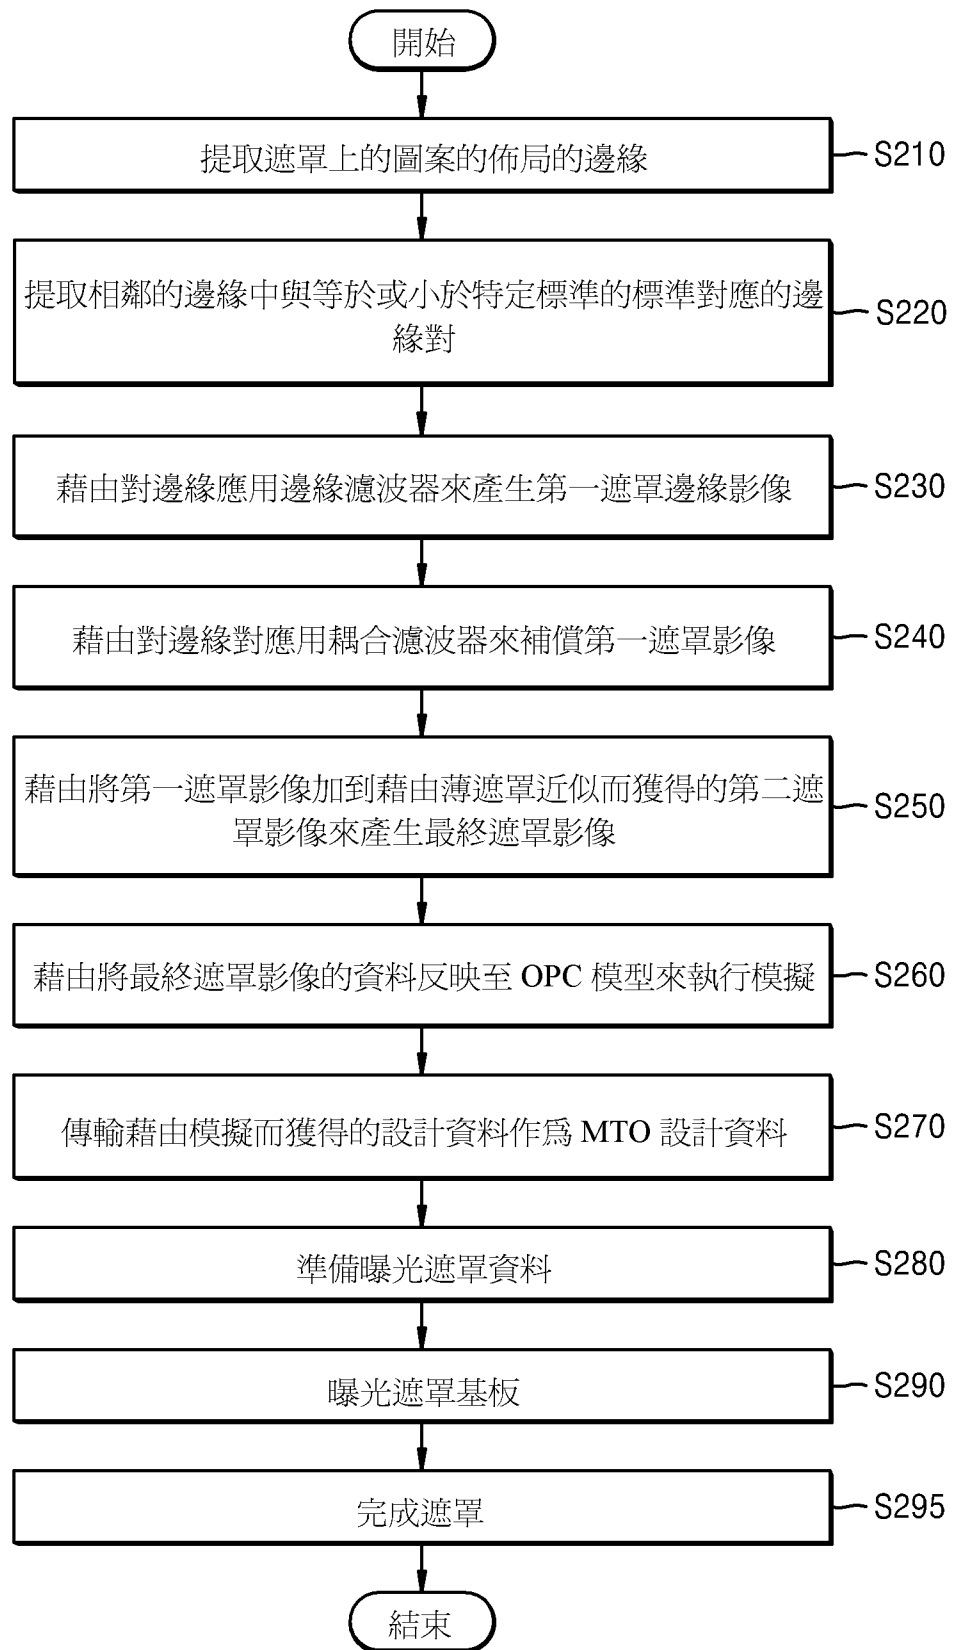 開始
提取遮罩上的圖案的佈局的邊緣
S210
提取相鄰的邊緣中與等於或小於特定標準的標準對應的邊
緣對
S220
藉由對邊緣應用邊緣濾波器來產生第一遮罩邊緣影像
S230
藉由對邊緣對應用耦合濾波器來補償第一遮罩影像
S240
藉由將第一遮罩影像加到藉由薄遮罩近似而獲得的第二遮
罩影像來產生最終遮罩影像
S250
藉由將最終遮罩影像的資料反映至 OPC 模型來執行模擬
S260
傳輸藉由模擬而獲得的設計資料作爲 MTO 設計資料
S270
準備曝光遮罩資料
S280
曝光遮罩基板
S290
完成遮罩
S295
結束